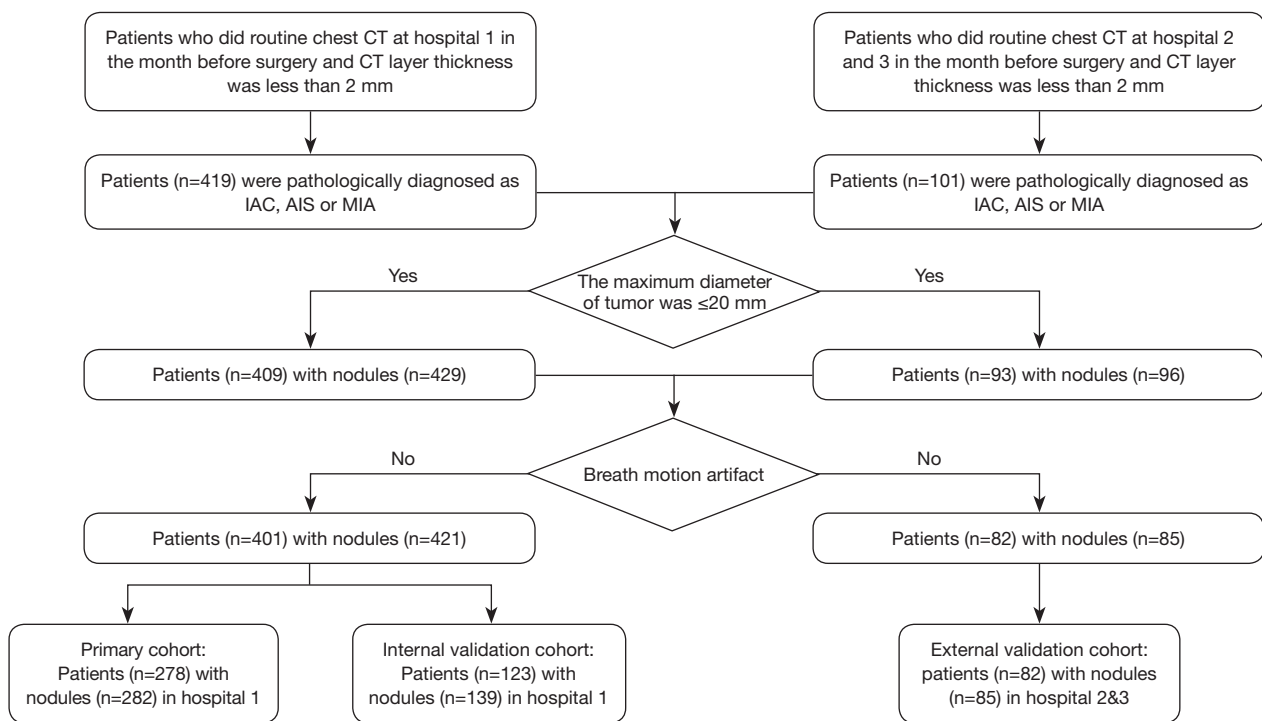 Patients who did routine chest CT at hospital 1 in
the month before surgery and CT layer thickness
was less than 2 mm
Patients who did routine chest CT at hospital 2
and 3 in the month before surgery and CT layer
thickness was less than 2 mm
Patients (n=419) were pathologically diagnosed as
IAC, AIS or MIA
Patients (n=101) were pathologically diagnosed as
IAC, AIS or MIA
Yes
The maximum diameter
of tumor was ≤20 mm
Yes
Patients (n=409) with nodules (n=429)
Patients (n=93) with nodules (n=96)
No
Breath motion artifact
No
Patients (n=401) with nodules (n=421)
Patients (n=82) with nodules (n=85)
Primary cohort:
Patients (n=278) with
nodules (n=282) in hospital 1
Internal validation cohort:
Patients (n=123) with
nodules (n=139) in hospital 1
External validation cohort:
patients (n=82) with nodules
(n=85) in hospital 2&3